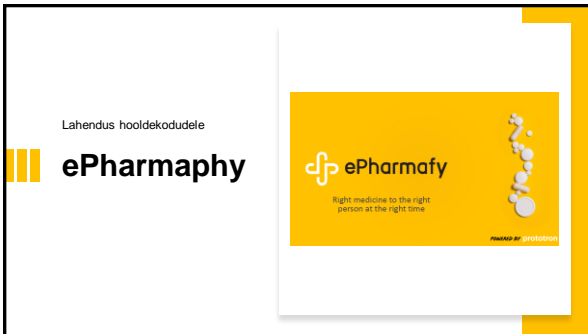 Lahendus hooldekodudele
ePharmaphy
ePharmafy
Right medicine to the right
person at the right time
POWERED BY prototron